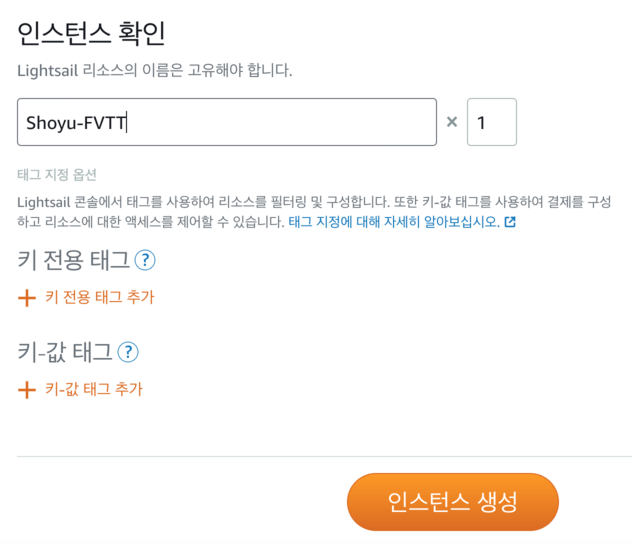 인스턴스 확인
Lightsail 리소스의 이름은 고유해야 합니다.
Shoyu-FVTT × 1
태그 지정 옵션
Lightsail 콘솔에서 태그를 사용하여 리소스를 필터링 및 구성합니다. 또한 키-값 태그를 사용하여 결제를 구성
하고 리소스에 대한 액세스를 제어할 수 있습니다. 태그 지정에 대해 자세히 알아보십시오.
키 전용 태그 ?
+ 키 전용 태그 추가
키-값 태그 ?
+ 키-값 태그 추가
인스턴스 생성